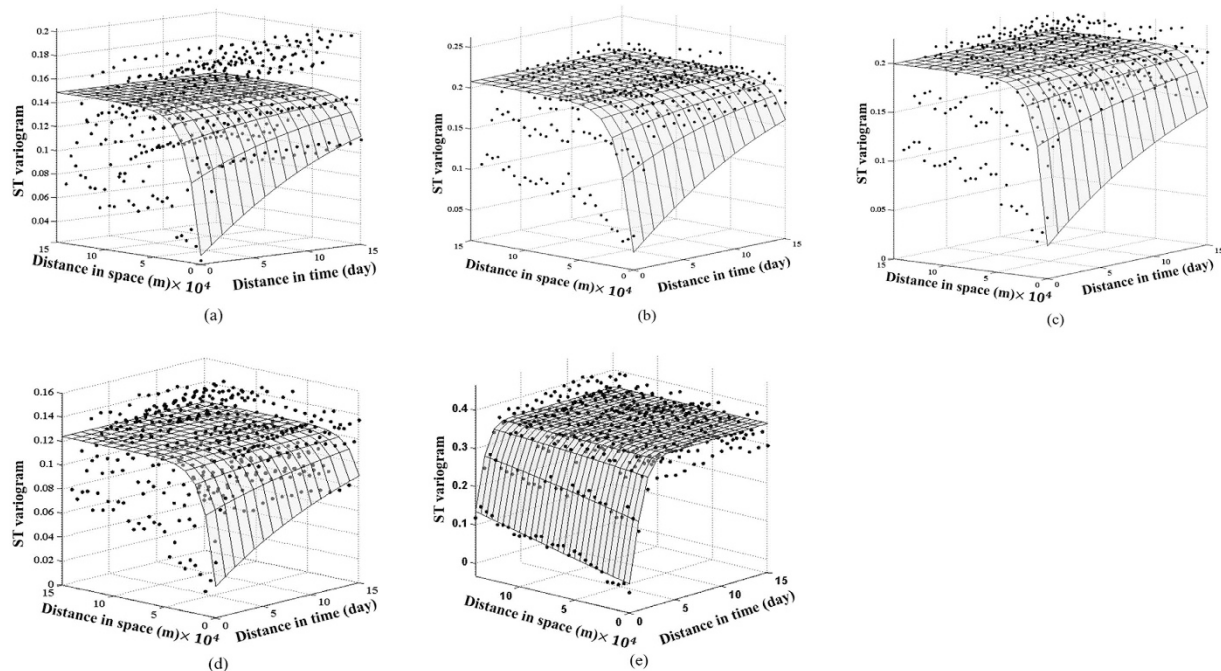 0.2
0.18
0.16
0.14
0.12
0.1
0.08
0.06
0.04
ST variogram
15 10 5 0
Distance in space (m)× 10⁴
0 5 10 15
Distance in time (day)
(a)
0.25
0.2
0.15
0.1
0.05
ST variogram
15 10 5 0
Distance in space (m)× 10⁴
0 5 10 15
Distance in time (day)
(b)
0.2
0.15
0.1
0.05
0
ST variogram
15 10 5 0
Distance in space (m)× 10⁴
0 5 10 15
Distance in time (day)
(c)
0.16
0.14
0.12
0.1
0.08
0.06
0.04
0.02
0
ST variogram
15 10 5 0
Distance in space (m)× 10⁴
0 5 10 15
Distance in time (day)
(d)
0.4
0.3
0.2
0.1
0
ST variogram
10 5 0
Distance in space (m)× 10⁴
0 5 10 15
Distance in time (day)
(e)